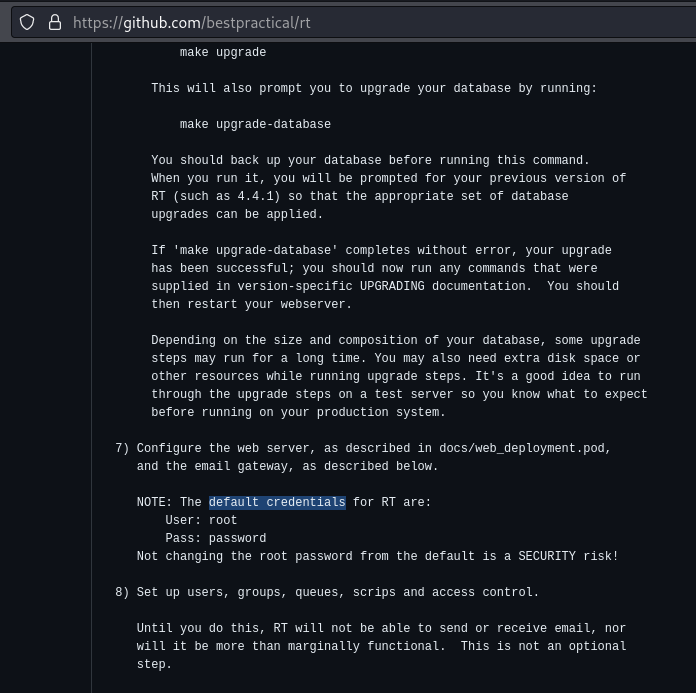 https://github.com/bestpractical/rt
make upgrade
This will also prompt you to upgrade your database by running:
make upgrade-database
You should back up your database before running this command.
When you run it, you will be prompted for your previous version of
RT (such as 4.4.1) so that the appropriate set of database
upgrades can be applied.
If 'make upgrade-database' completes without error, your upgrade
has been successful; you should now run any commands that were
supplied in version-specific UPGRADING documentation.  You should
then restart your webserver.
Depending on the size and composition of your database, some upgrade
steps may run for a long time. You may also need extra disk space or
other resources while running upgrade steps. It's a good idea to run
through the upgrade steps on a test server so you know what to expect
before running on your production system.
7) Configure the web server, as described in docs/web_deployment.pod,
and the email gateway, as described below.
NOTE: The default credentials for RT are:
User: root
Pass: password
Not changing the root password from the default is a SECURITY risk!
8) Set up users, groups, queues, scrips and access control.
Until you do this, RT will not be able to send or receive email, nor
will it be more than marginally functional.  This is not an optional
step.